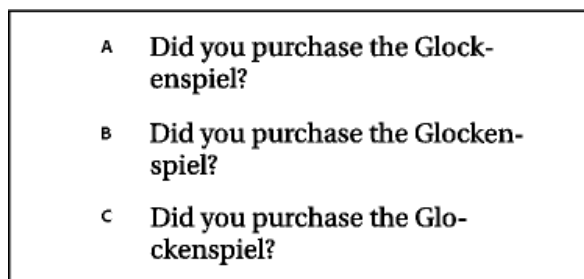 A Did you purchase the Glock-
enspiel?
B Did you purchase the Glocken-
spiel?
C Did you purchase the Glo-
ckenspiel?